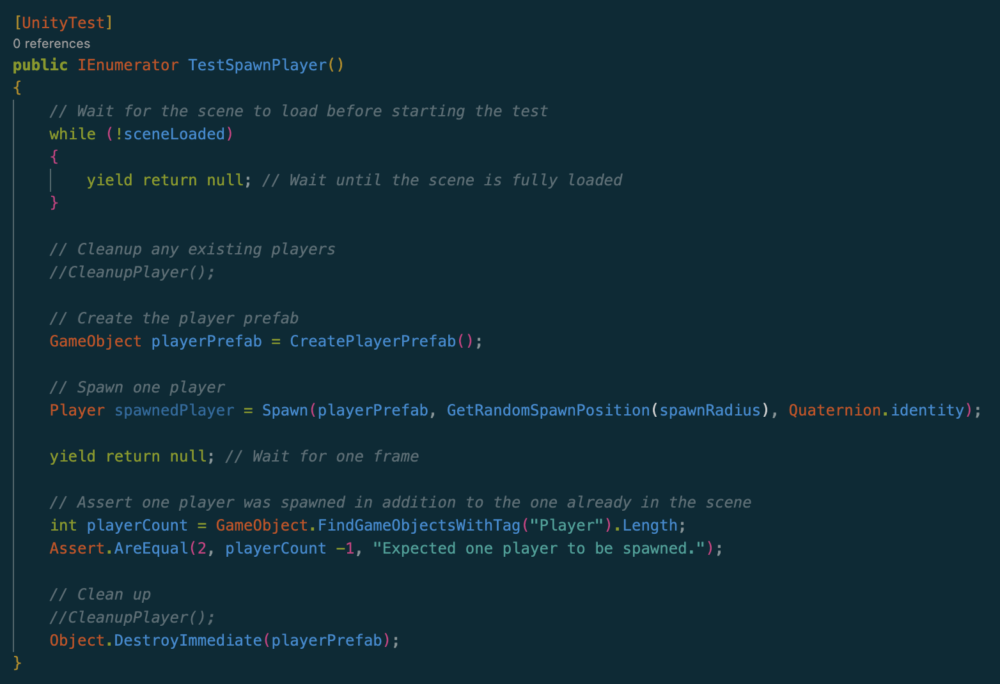 [UnityTest]
0 references
public IEnumerator TestSpawnPlayer()
{
    // Wait for the scene to load before starting the test
    while (!sceneLoaded)
    {
        yield return null; // Wait until the scene is fully loaded
    }

    // Cleanup any existing players
    //CleanupPlayer();

    // Create the player prefab
    GameObject playerPrefab = CreatePlayerPrefab();

    // Spawn one player
    Player spawnedPlayer = Spawn(playerPrefab, GetRandomSpawnPosition(spawnRadius), Quaternion.identity);

    yield return null; // Wait for one frame

    // Assert one player was spawned in addition to the one already in the scene
    int playerCount = GameObject.FindGameObjectsWithTag("Player").Length;
    Assert.AreEqual(2, playerCount -1, "Expected one player to be spawned.");

    // Clean up
    //CleanupPlayer();
    Object.DestroyImmediate(playerPrefab);
}